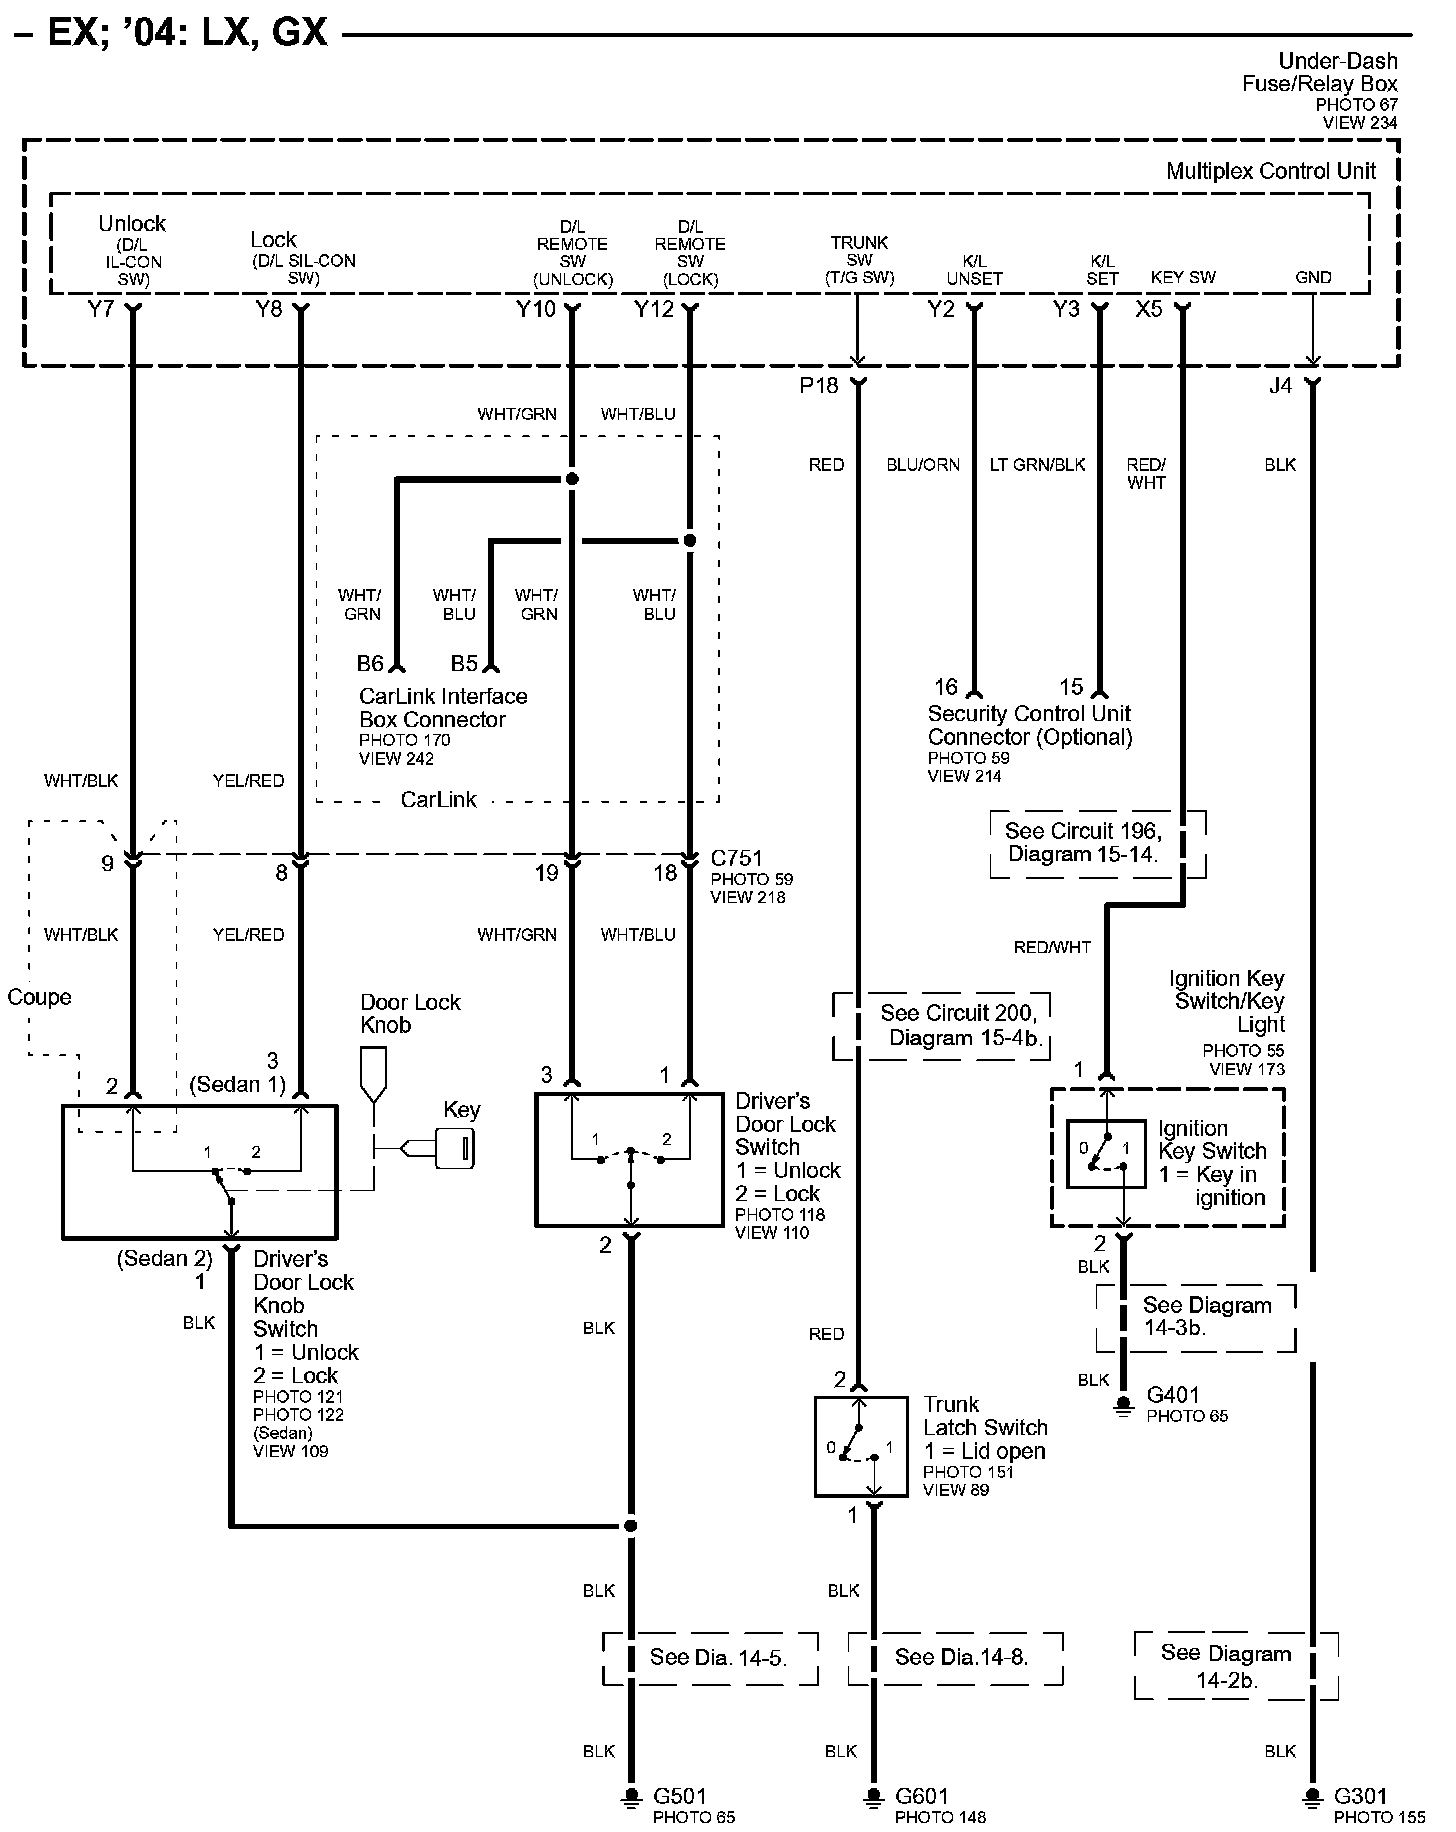 EX; ’04: LX, GX
Under-Dash
Fuse/Relay Box
PHOTO 67
VIEW 234
Multiplex Control Unit
Unlock
(D/L
IL-CON
SW)
Lock
(D/L SIL-CON
SW)
D/L
REMOTE
SW
(UNLOCK)
D/L
REMOTE
SW
(LOCK)
TRUNK
SW
(T/G SW)
K/L
UNSET
K/L
SET
KEY SW
GND
Y7
Y8
Y10
Y12
Y2
Y3
X5
P18
J4
WHT/GRN
WHT/BLU
RED
BLU/ORN
LT GRN/BLK
RED/
WHT
BLK
WHT/
GRN
WHT/
BLU
WHT/
GRN
WHT/
BLU
B6
B5
CarLink Interface
Box Connector
PHOTO 170
VIEW 242
CarLink
16
15
Security Control Unit
Connector (Optional)
PHOTO 59
VIEW 214
WHT/BLK
YEL/RED
See Circuit 196,
Diagram 15-14.
9
8
19
18
C751
PHOTO 59
VIEW 218
WHT/BLK
YEL/RED
WHT/GRN
WHT/BLU
RED/WHT
Coupe
Door Lock
Knob
See Circuit 200,
Diagram 15-4b.
Ignition Key
Switch/Key
Light
PHOTO 55
VIEW 173
2
3
(Sedan 1)
3
1
1
Key
1
2
Driver’s
Door Lock
Switch
1 = Unlock
2 = Lock
PHOTO 118
VIEW 110
1
2
0
1
Ignition
Key Switch
1 = Key in
ignition
(Sedan 2)
1
BLK
Driver’s
Door Lock
Knob
Switch
1 = Unlock
2 = Lock
PHOTO 121
PHOTO 122
(Sedan)
VIEW 109
2
BLK
2
BLK
See Diagram
14-3b.
BLK
G401
PHOTO 65
RED
2
Trunk
Latch Switch
1 = Lid open
PHOTO 151
VIEW 89
0
1
1
BLK
BLK
See Dia. 14-5.
See Dia.14-8.
See Diagram
14-2b.
BLK
BLK
BLK
G501
PHOTO 65
G601
PHOTO 148
G301
PHOTO 155